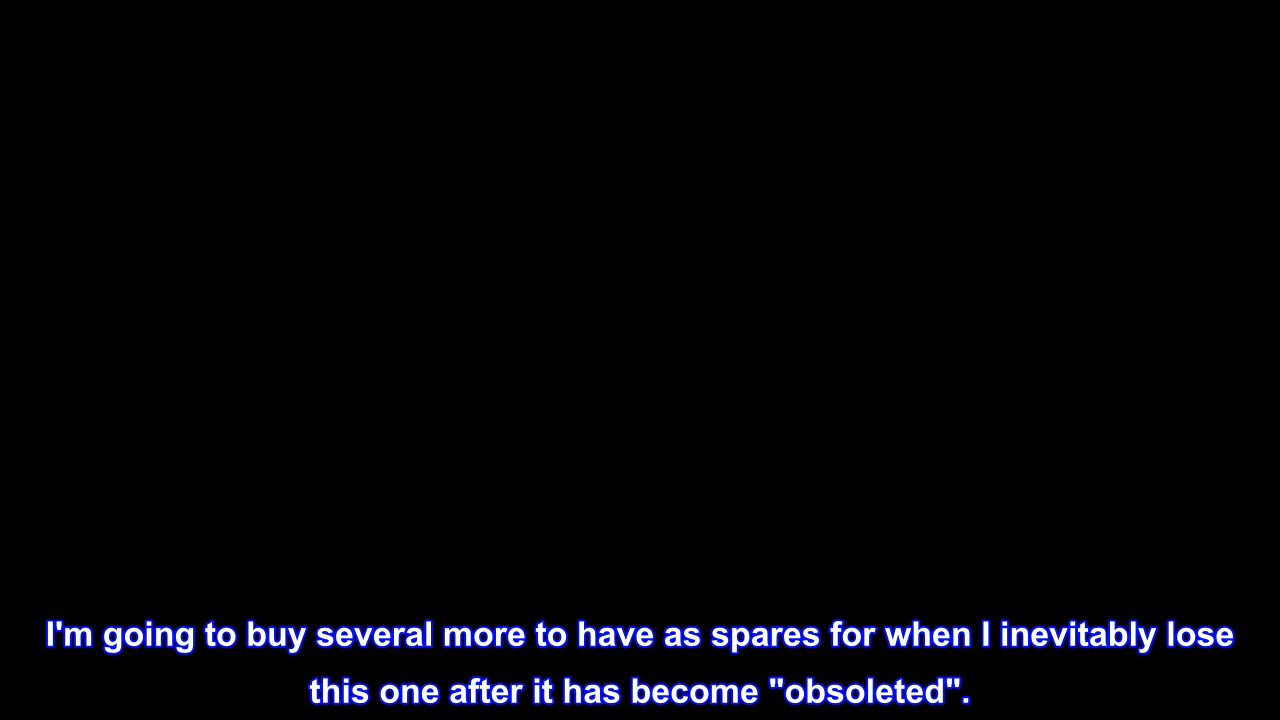 I'm going to buy several more to have as spares for when I inevitably lose
this one after it has become "obsoleted".